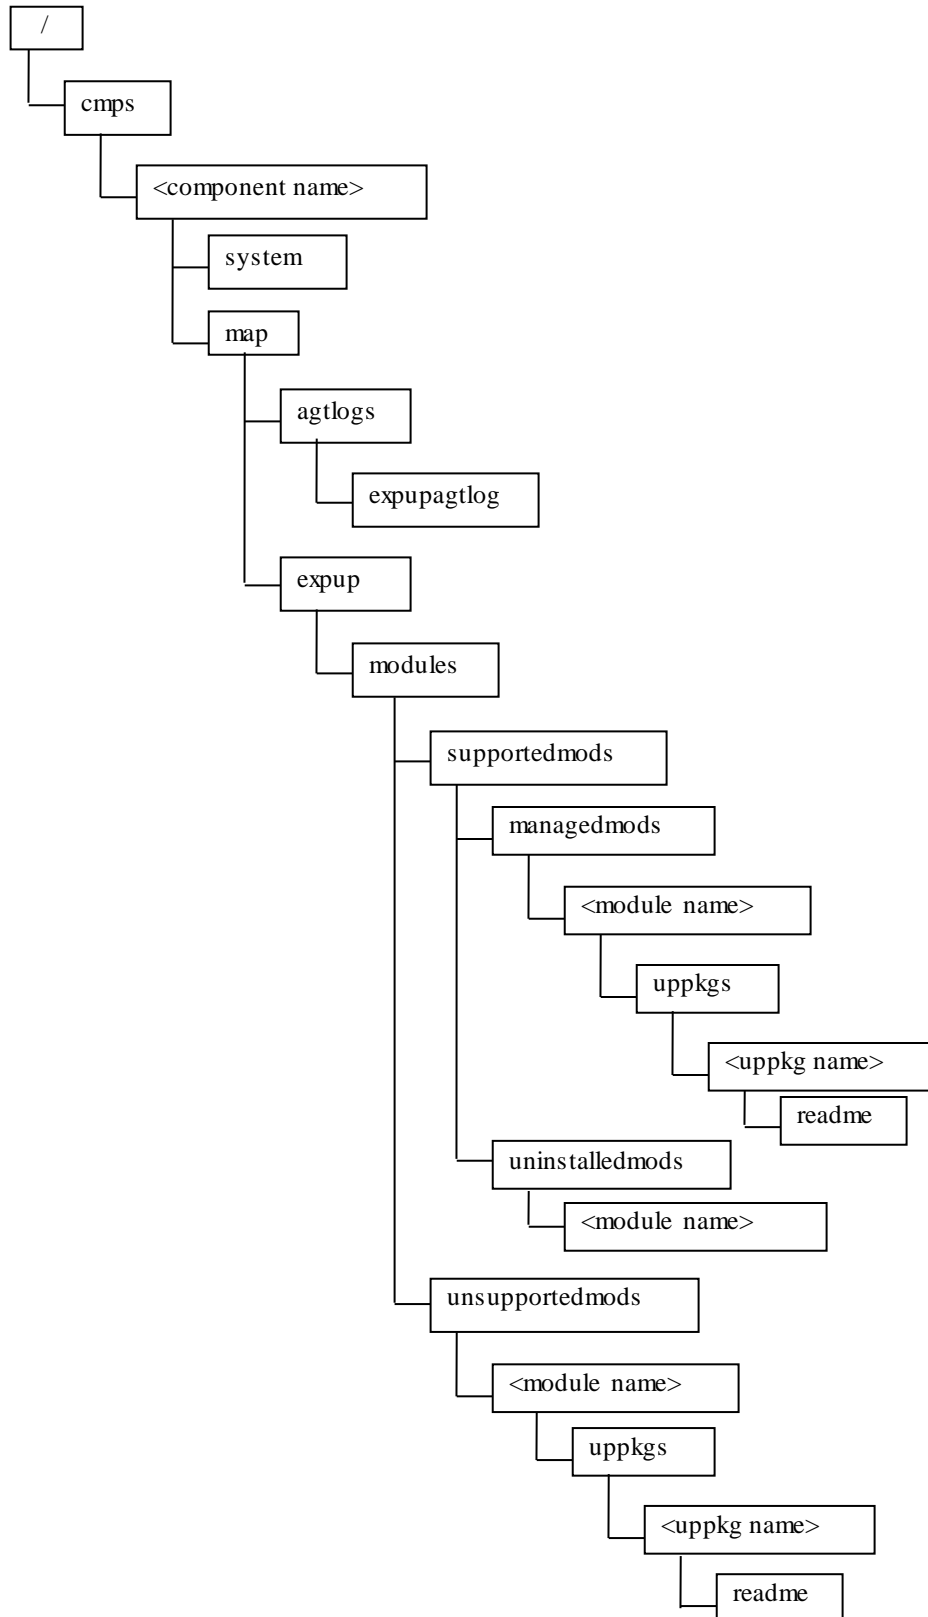 /
cmps
<component name>
system
map
agtlogs
expupagtlog
expup
modules
supportedmods
managedmods
<module name>
uppkgs
<uppkg name>
readme
uninstalledmods
<module name>
unsupportedmods
<module name>
uppkgs
<uppkg name>
readme